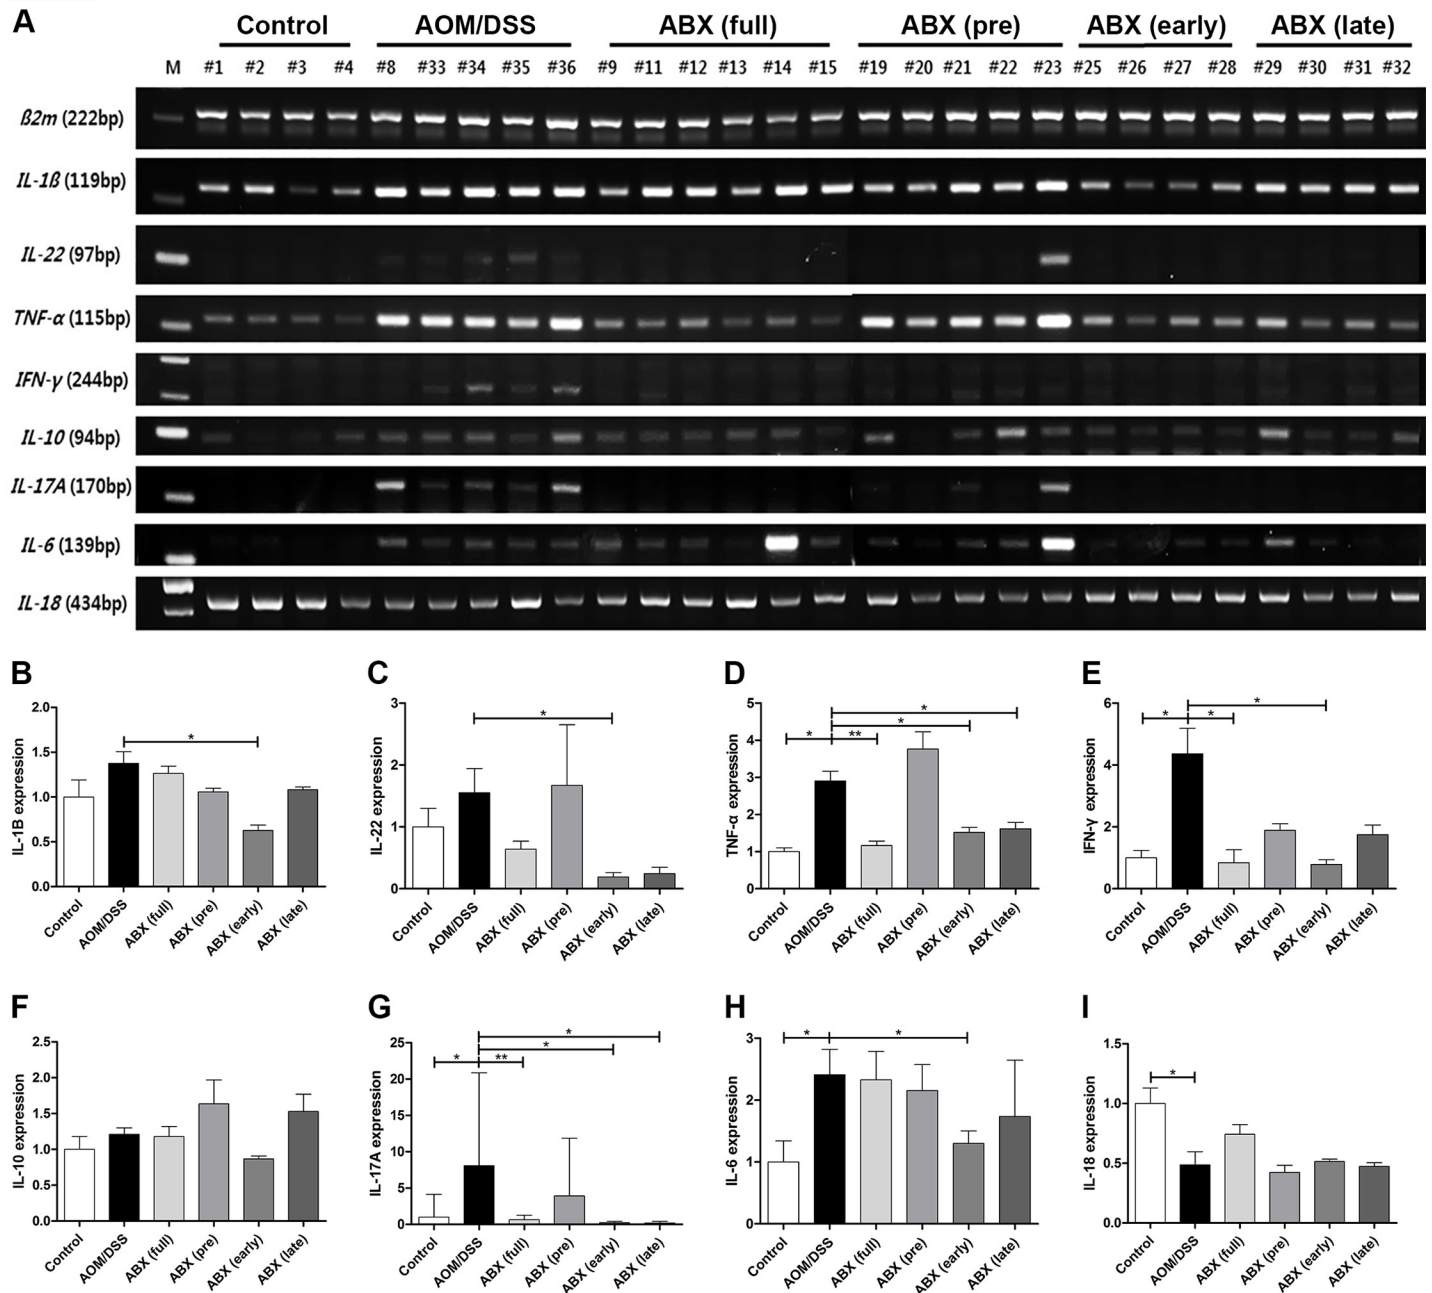 A
Control AOM/DSS ABX (full) ABX (pre) ABX (early) ABX (late)
M #1 #2 #3 #4 #8 #33 #34 #35 #36 #9 #11 #12 #13 #14 #15 #19 #20 #21 #22 #23 #25 #26 #27 #28 #29 #30 #31 #32
ß2m (222bp)
IL-1ß (119bp)
IL-22 (97bp)
TNF-α (115bp)
IFN-γ (244bp)
IL-10 (94bp)
IL-17A (170bp)
IL-6 (139bp)
IL-18 (434bp)
B
IL-1B expression
2.0
1.5
1.0
0.5
0.0
*
Control AOM/DSS ABX (full) ABX (pre) ABX (early) ABX (late)
C
IL-22 expression
3
2
1
0
*
Control AOM/DSS ABX (full) ABX (pre) ABX (early) ABX (late)
D
TNF-α expression
5
4
3
2
1
0
*
*
* **
Control AOM/DSS ABX (full) ABX (pre) ABX (early) ABX (late)
E
IFN-γ expression
6
4
2
0
*
* *
Control AOM/DSS ABX (full) ABX (pre) ABX (early) ABX (late)
F
IL-10 expression
2.5
2.0
1.5
1.0
0.5
0.0
Control AOM/DSS ABX (full) ABX (pre) ABX (early) ABX (late)
G
IL-17A expression
25
20
15
10
5
0
*
*
* **
Control AOM/DSS ABX (full) ABX (pre) ABX (early) ABX (late)
H
IL-6 expression
3
2
1
0
* *
Control AOM/DSS ABX (full) ABX (pre) ABX (early) ABX (late)
I
IL-18 expression
1.5
1.0
0.5
0.0
*
Control AOM/DSS ABX (full) ABX (pre) ABX (early) ABX (late)